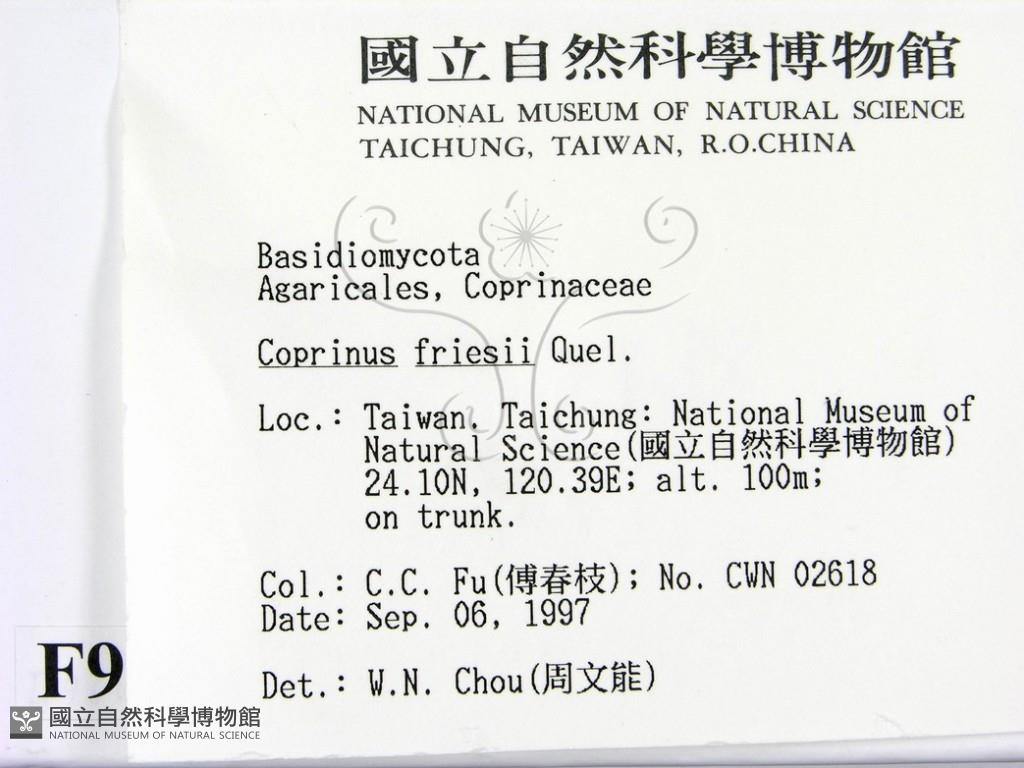 國立自然科學博物館
NATIONAL MUSEUM OF NATURAL SCIENCE
TAICHUNG, TAIWAN, R.O.CHINA
Basidiomycota
Agaricales, Coprinaceae
Coprinus friesii Quel.
Loc.: Taiwan. Taichung: National Museum of
Natural Science(國立自然科學博物館)
24.10N, 120.39E; alt. 100m;
on trunk.
Col.: C.C. Fu(傅春枝); No. CWN 02618
Date: Sep. 06, 1997
Det.: W.N. Chou(周文能)
F9
國立自然科學博物館
NATIONAL MUSEUM OF NATURAL SCIENCE